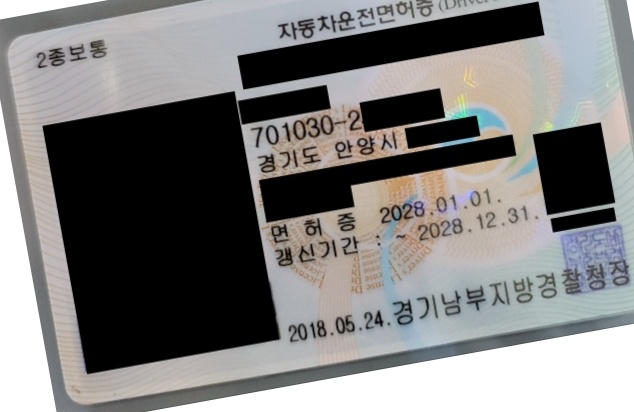 2종보통
자동차운전면허증 (Driver
701030-2
경기도 안양시
면 허 증 2028.01.01.
갱신기간 : ~ 2028.12.31.
2018.05.24. 경기남부지방경찰청장